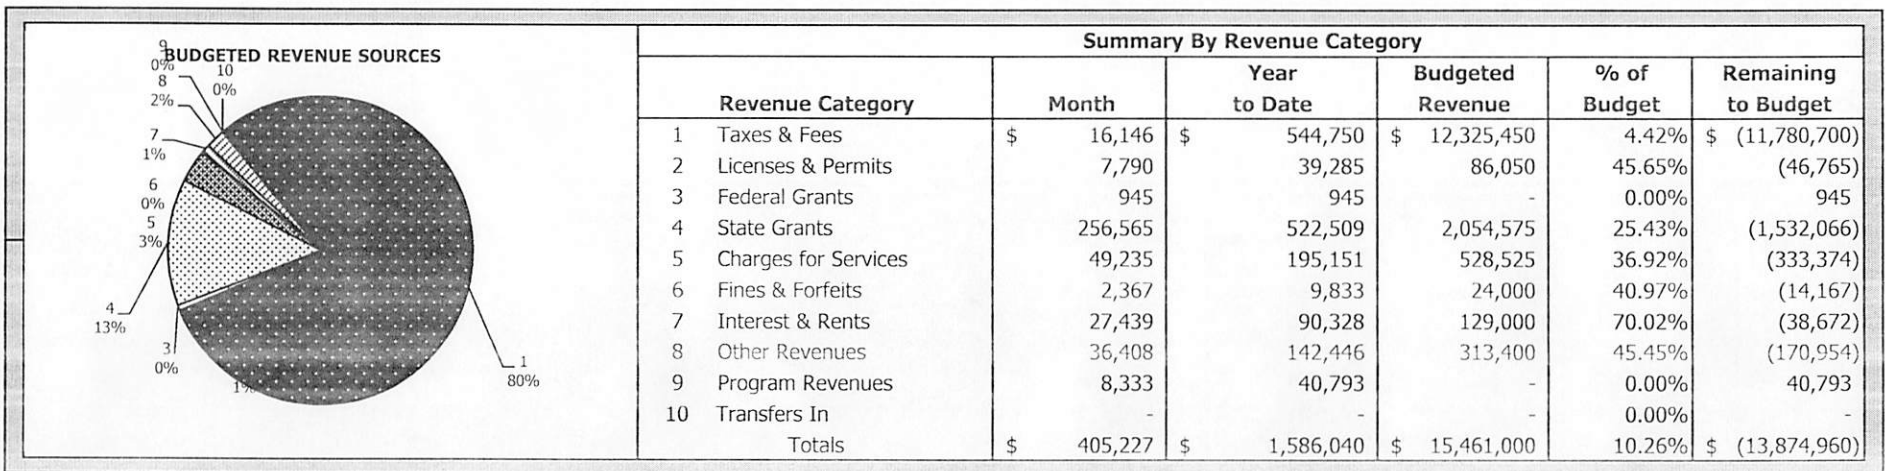 BUDGETED REVENUE SOURCES
9
0%
10
0%
8
2%
7
1%
6
0%
5
3%
4
13%
3
0%
1%
1
80%
Summary By Revenue Category
Revenue Category Month Year to Date Budgeted Revenue % of Budget Remaining to Budget
1 Taxes & Fees $ 16,146 $ 544,750 $ 12,325,450 4.42% $ (11,780,700)
2 Licenses & Permits 7,790 39,285 86,050 45.65% (46,765)
3 Federal Grants 945 945 - 0.00% 945
4 State Grants 256,565 522,509 2,054,575 25.43% (1,532,066)
5 Charges for Services 49,235 195,151 528,525 36.92% (333,374)
6 Fines & Forfeits 2,367 9,833 24,000 40.97% (14,167)
7 Interest & Rents 27,439 90,328 129,000 70.02% (38,672)
8 Other Revenues 36,408 142,446 313,400 45.45% (170,954)
9 Program Revenues 8,333 40,793 - 0.00% 40,793
10 Transfers In - - - 0.00% -
Totals $ 405,227 $ 1,586,040 $ 15,461,000 10.26% $ (13,874,960)